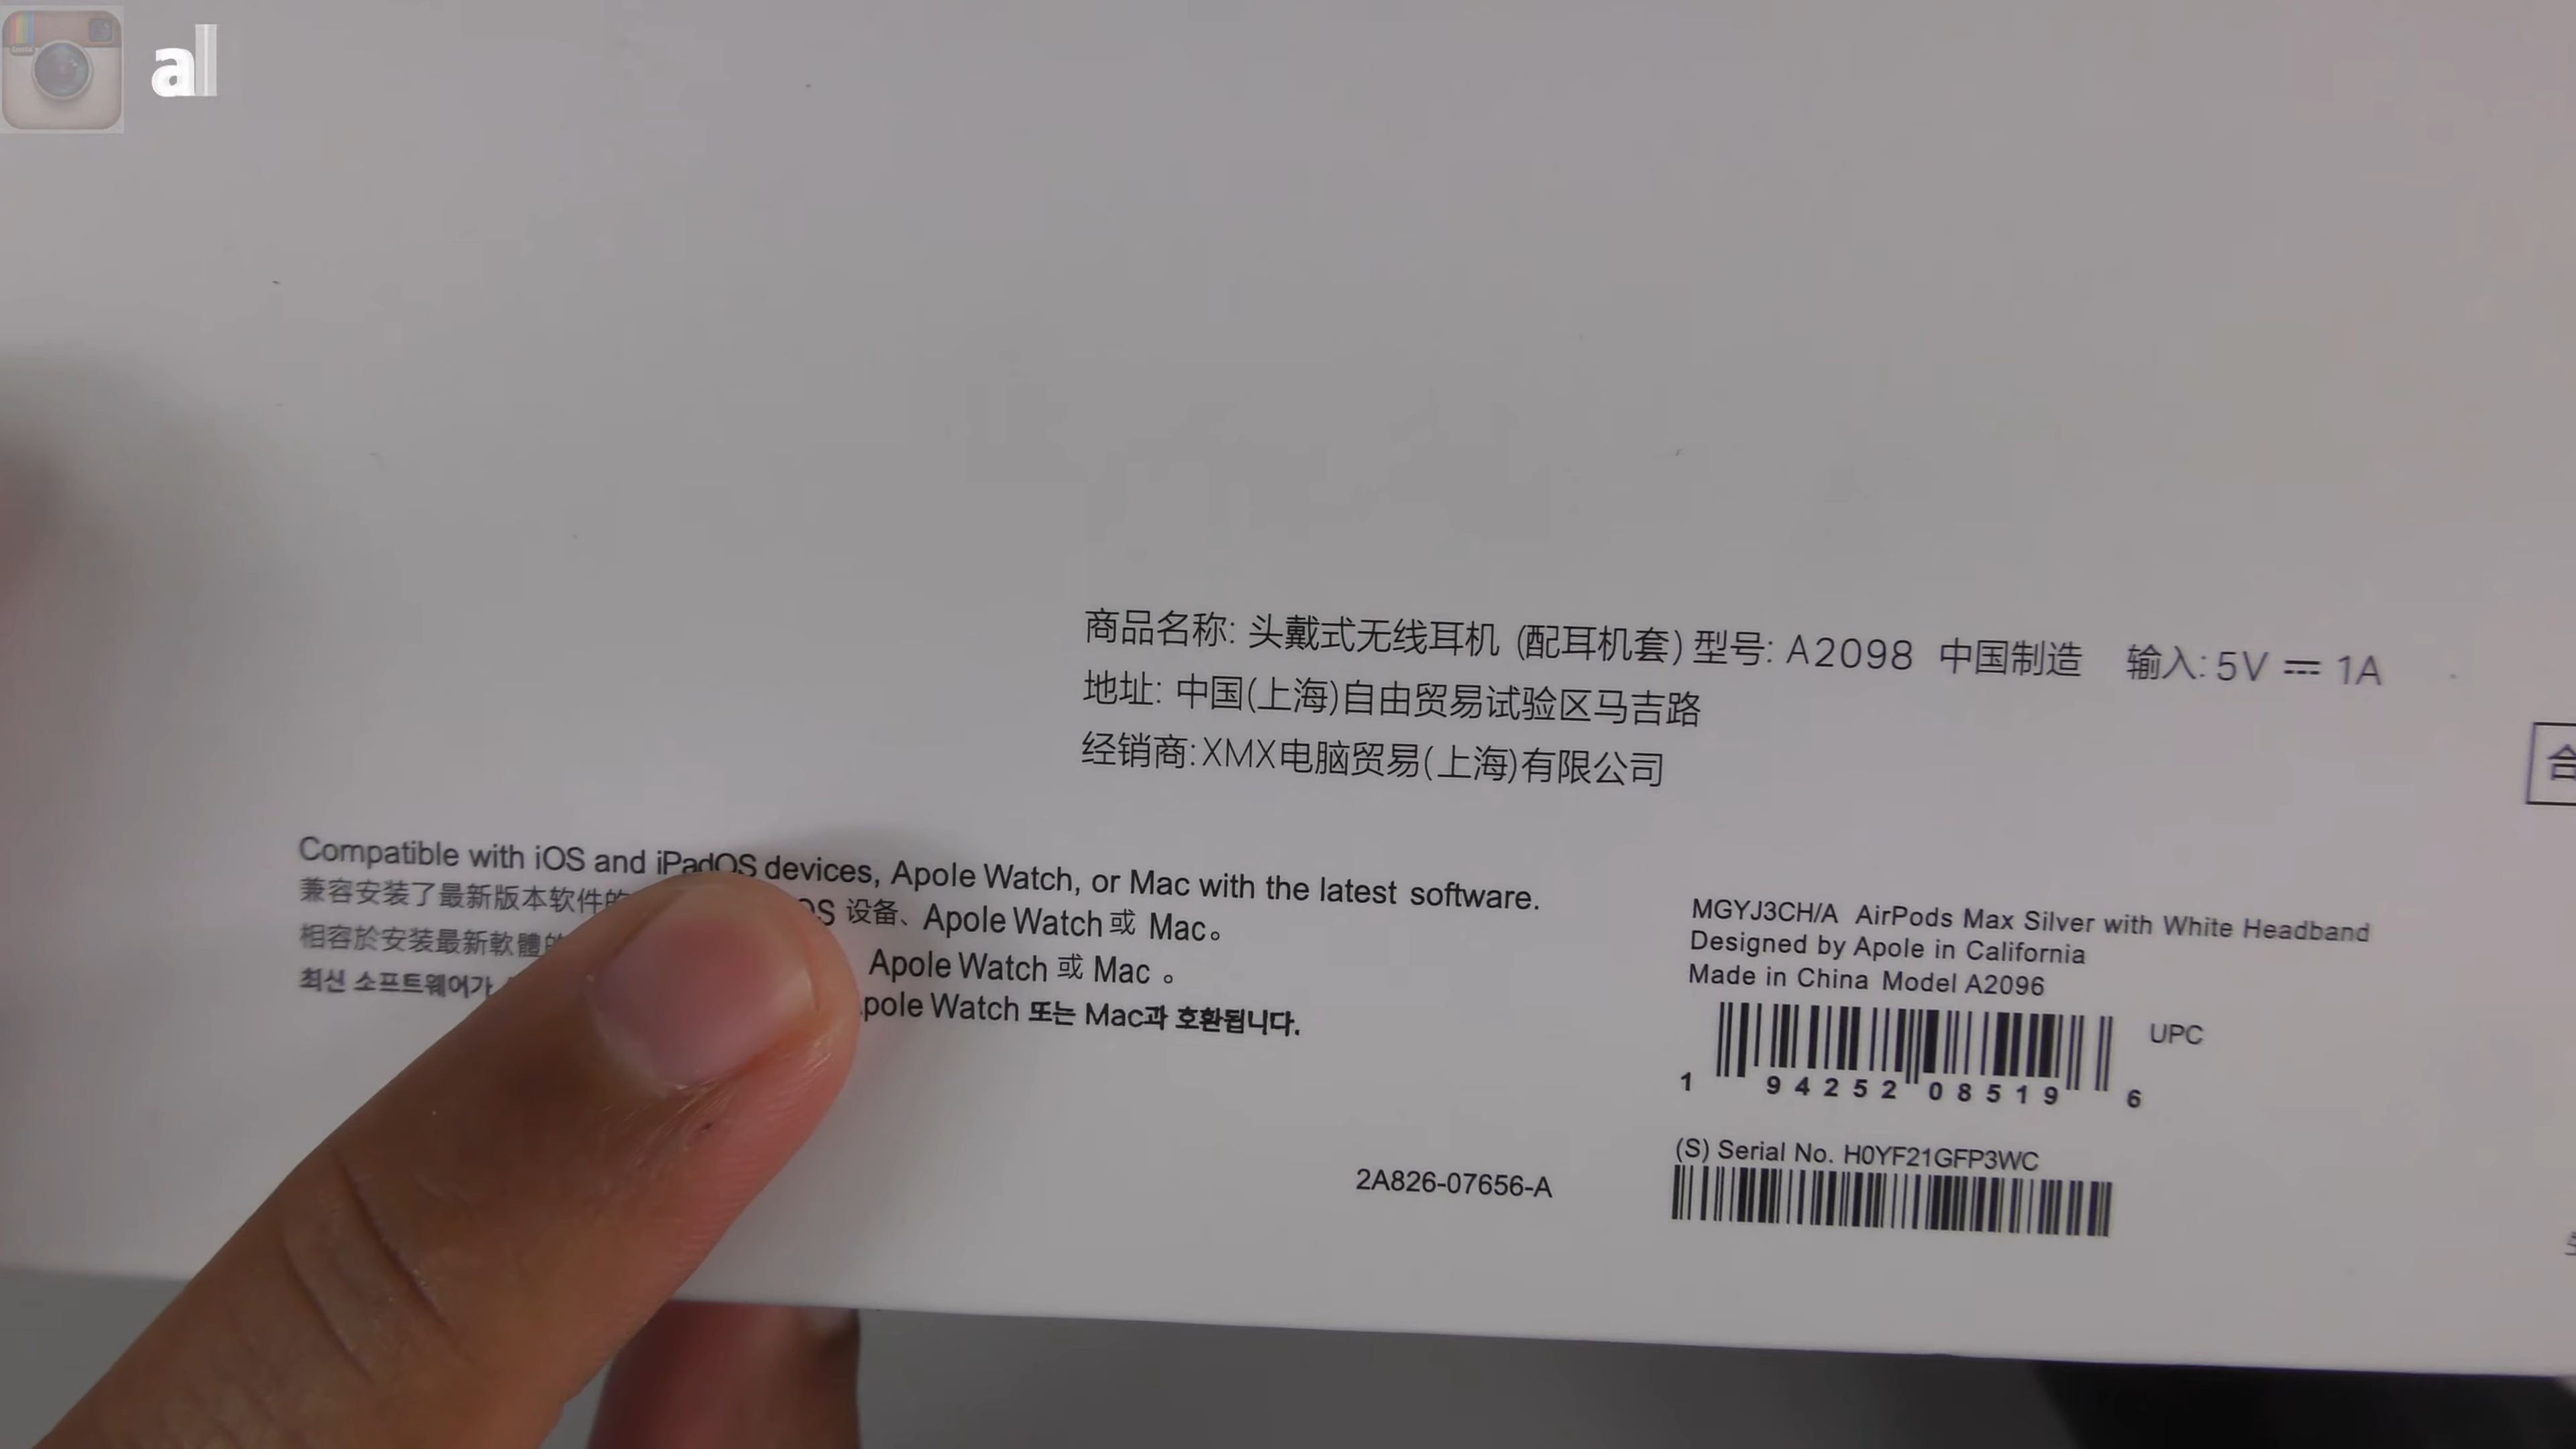 al
商品名称: 头戴式无线耳机 (配耳机套) 型号: A2098 中国制造 输入: 5V ⎓ 1A
地址: 中国(上海)自由贸易试验区马吉路
经销商:XMX电脑贸易(上海)有限公司
合
Compatible with iOS and iPadOS devices, Apole Watch, or Mac with the latest software.
兼容安装了最新版本软件的 OS 设备、Apole Watch 或 Mac。
相容於安裝最新軟體的 Apole Watch 或 Mac 。
최신 소프트웨어가 pole Watch 또는 Mac과 호환됩니다.
MGYJ3CH/A AirPods Max Silver with White Headband
Designed by Apole in California
Made in China Model A2096
UPC
1 94252 08519 6
(S) Serial No. H0YF21GFP3WC
2A826-07656-A